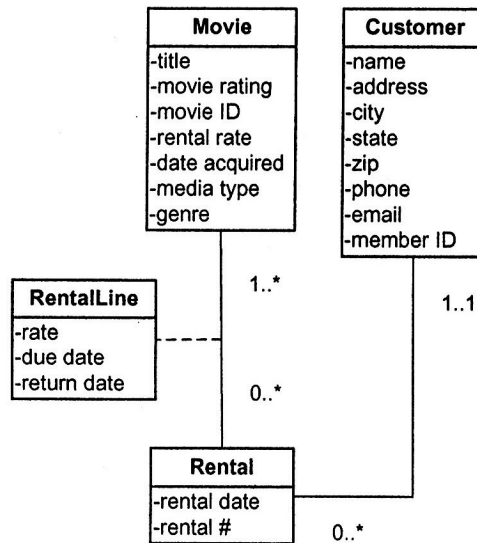 Movie
-title
-movie rating
-movie ID
-rental rate
-date acquired
-media type
-genre
Customer
-name
-address
-city
-state
-zip
-phone
-email
-member ID
1..*
1..1
RentalLine
-rate
-due date
-return date
0..*
Rental
-rental date
-rental #
0..*